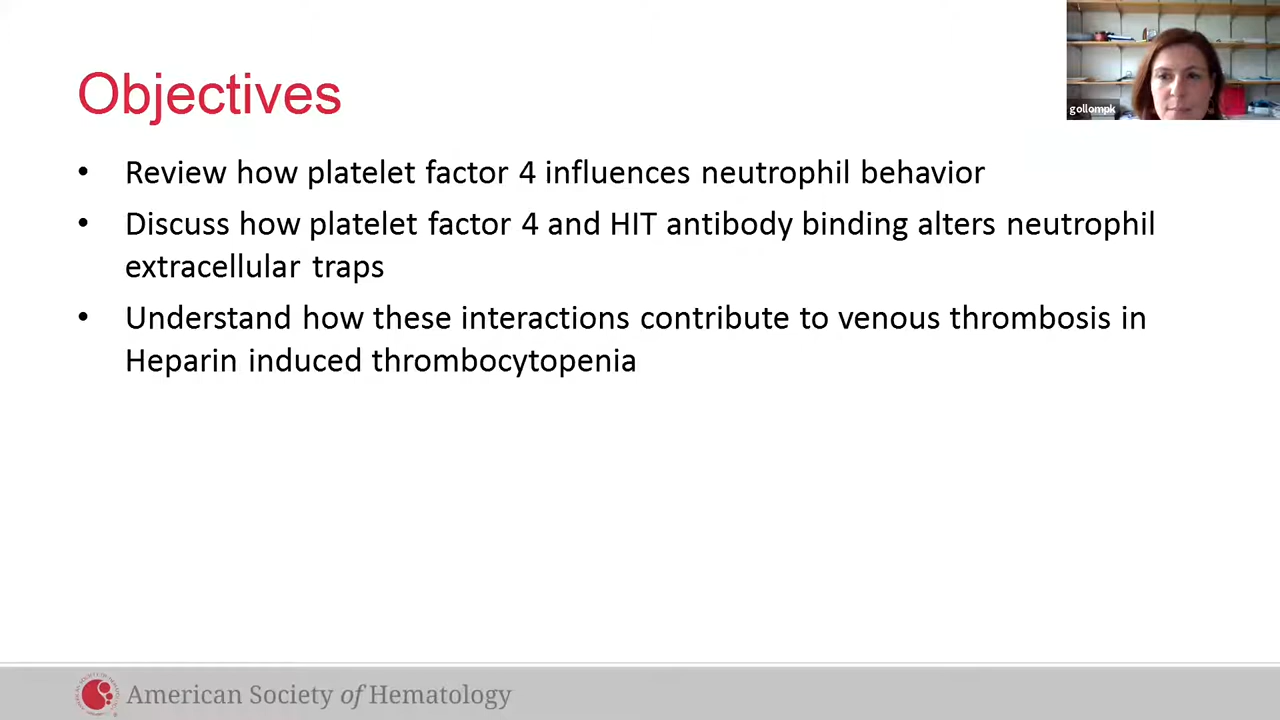 Objectives
gollompk
• Review how platelet factor 4 influences neutrophil behavior
• Discuss how platelet factor 4 and HIT antibody binding alters neutrophil
extracellular traps
• Understand how these interactions contribute to venous thrombosis in
Heparin induced thrombocytopenia
American Society of Hematology